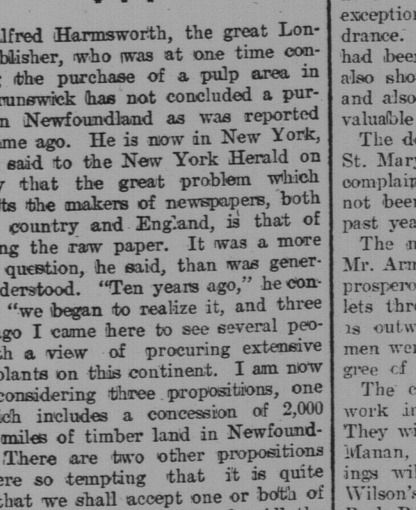 lfred Harmsworth, the great Lon-
blisher, who was at one time con-
the purchase of a pulp area in
runswick has not concluded a pur-
n Newfoundland as was reported
me ago. He is now in New York,
said to the New York Herald on
y that the great problem which
ts the makers of newspapers, both
country and England, is that of
ng the raw paper. It was a more
question, he said, than was gener-
derstood. "Ten years ago," he con-
"we began to realize it, and three
go I came here to see several peo-
th a view of procuring extensive
plants on this continent. I am now
considering three propositions, one
ch includes a concession of 2,000
miles of timber land in Newfound-
There are two other propositions
ere so tempting that it is quite
that we shall accept one or both of
exception
drance.
had been
also sho
and also
valuable
The de
St. Mary
complain
not been
past yea
The n
Mr. Arm
prospero
lets thre
is outw
men wer
gree of
The c
work in
They wi
Manan,
ings wil
Wilson's